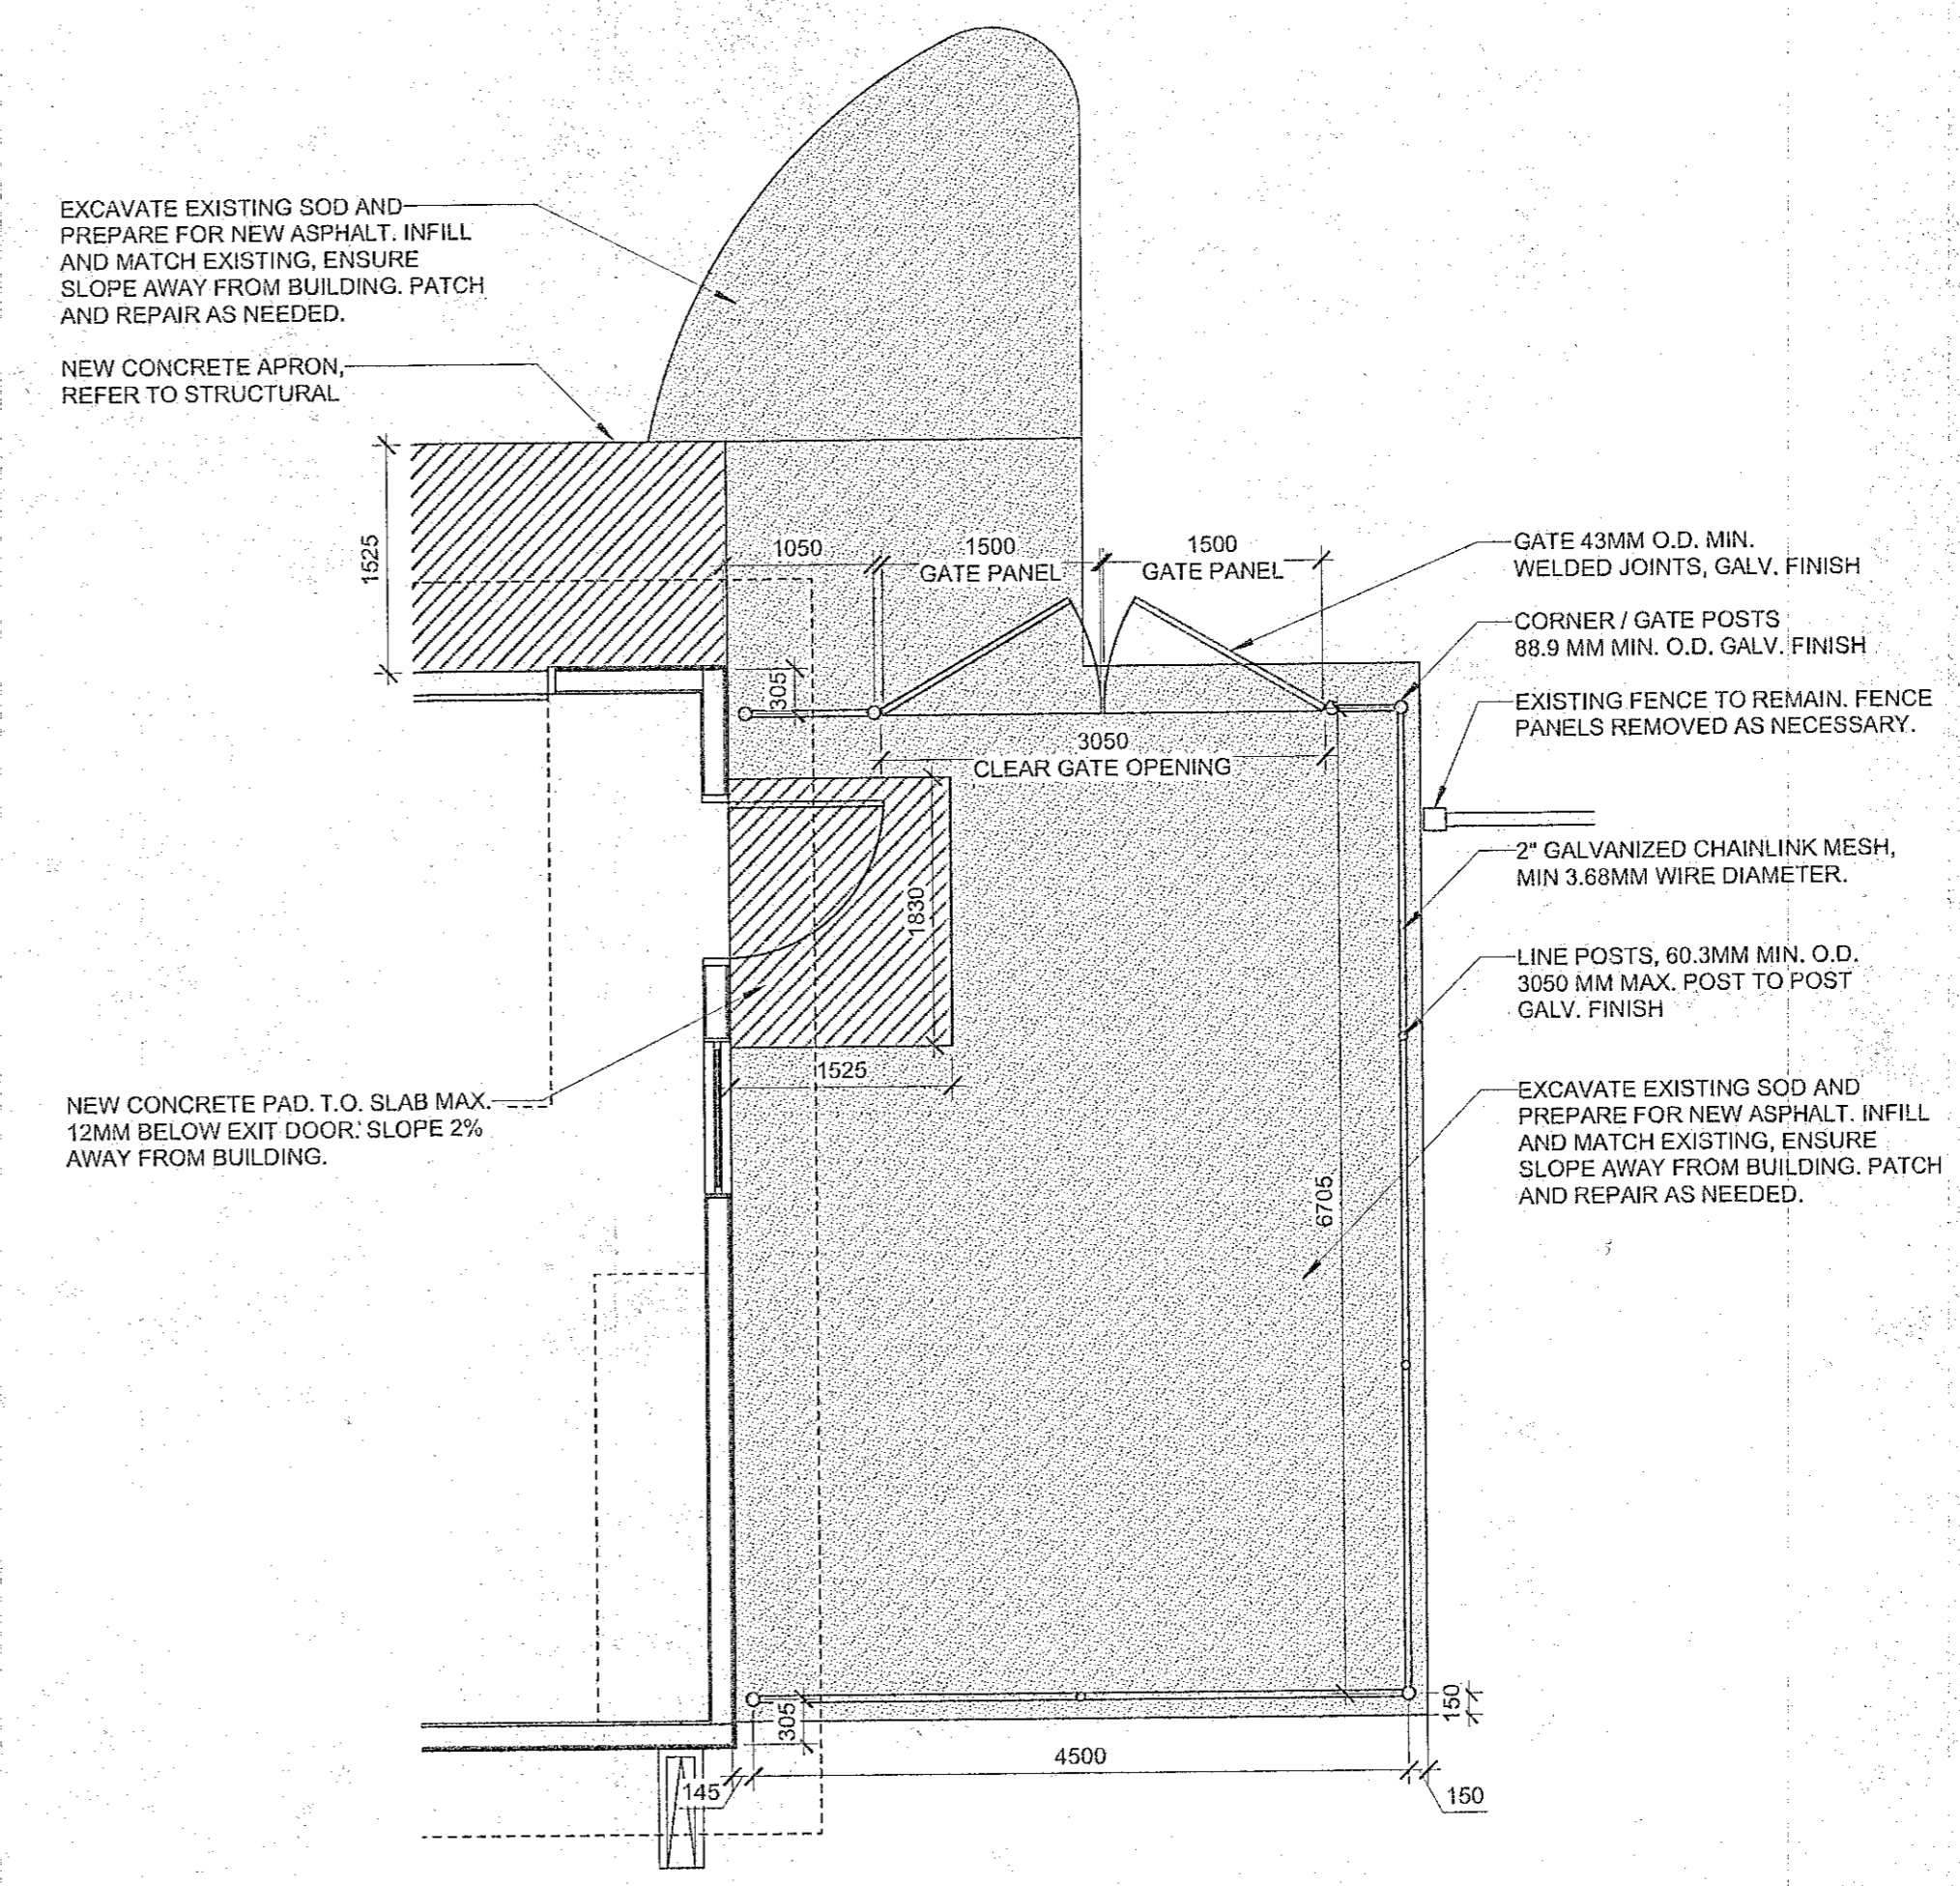 EXCAVATE EXISTING SOD AND
PREPARE FOR NEW ASPHALT. INFILL
AND MATCH EXISTING, ENSURE
SLOPE AWAY FROM BUILDING. PATCH
AND REPAIR AS NEEDED.
NEW CONCRETE APRON,
REFER TO STRUCTURAL
1525
1050
1500
GATE PANEL
1500
GATE PANEL
305
3050
CLEAR GATE OPENING
GATE 43MM O.D. MIN.
WELDED JOINTS, GALV. FINISH
CORNER / GATE POSTS
88.9 MM MIN. O.D. GALV. FINISH
EXISTING FENCE TO REMAIN. FENCE
PANELS REMOVED AS NECESSARY.
2" GALVANIZED CHAINLINK MESH,
MIN 3.68MM WIRE DIAMETER.
LINE POSTS, 60.3MM MIN. O.D.
3050 MM MAX. POST TO POST
GALV. FINISH
1830
1525
NEW CONCRETE PAD. T.O. SLAB MAX.
12MM BELOW EXIT DOOR. SLOPE 2%
AWAY FROM BUILDING.
EXCAVATE EXISTING SOD AND
PREPARE FOR NEW ASPHALT. INFILL
AND MATCH EXISTING, ENSURE
SLOPE AWAY FROM BUILDING. PATCH
AND REPAIR AS NEEDED.
6705
305
150
4500
145
150